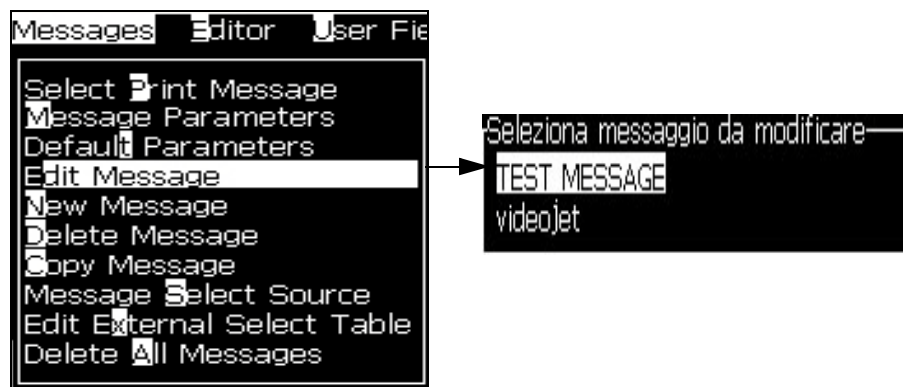 Messages Editor User Fie
Select Print Message
Message Parameters
Default Parameters
Edit Message
New Message
Delete Message
Copy Message
Message Select Source
Edit External Select Table
Delete All Messages
Seleziona messaggio da modificare
TEST MESSAGE
videojet